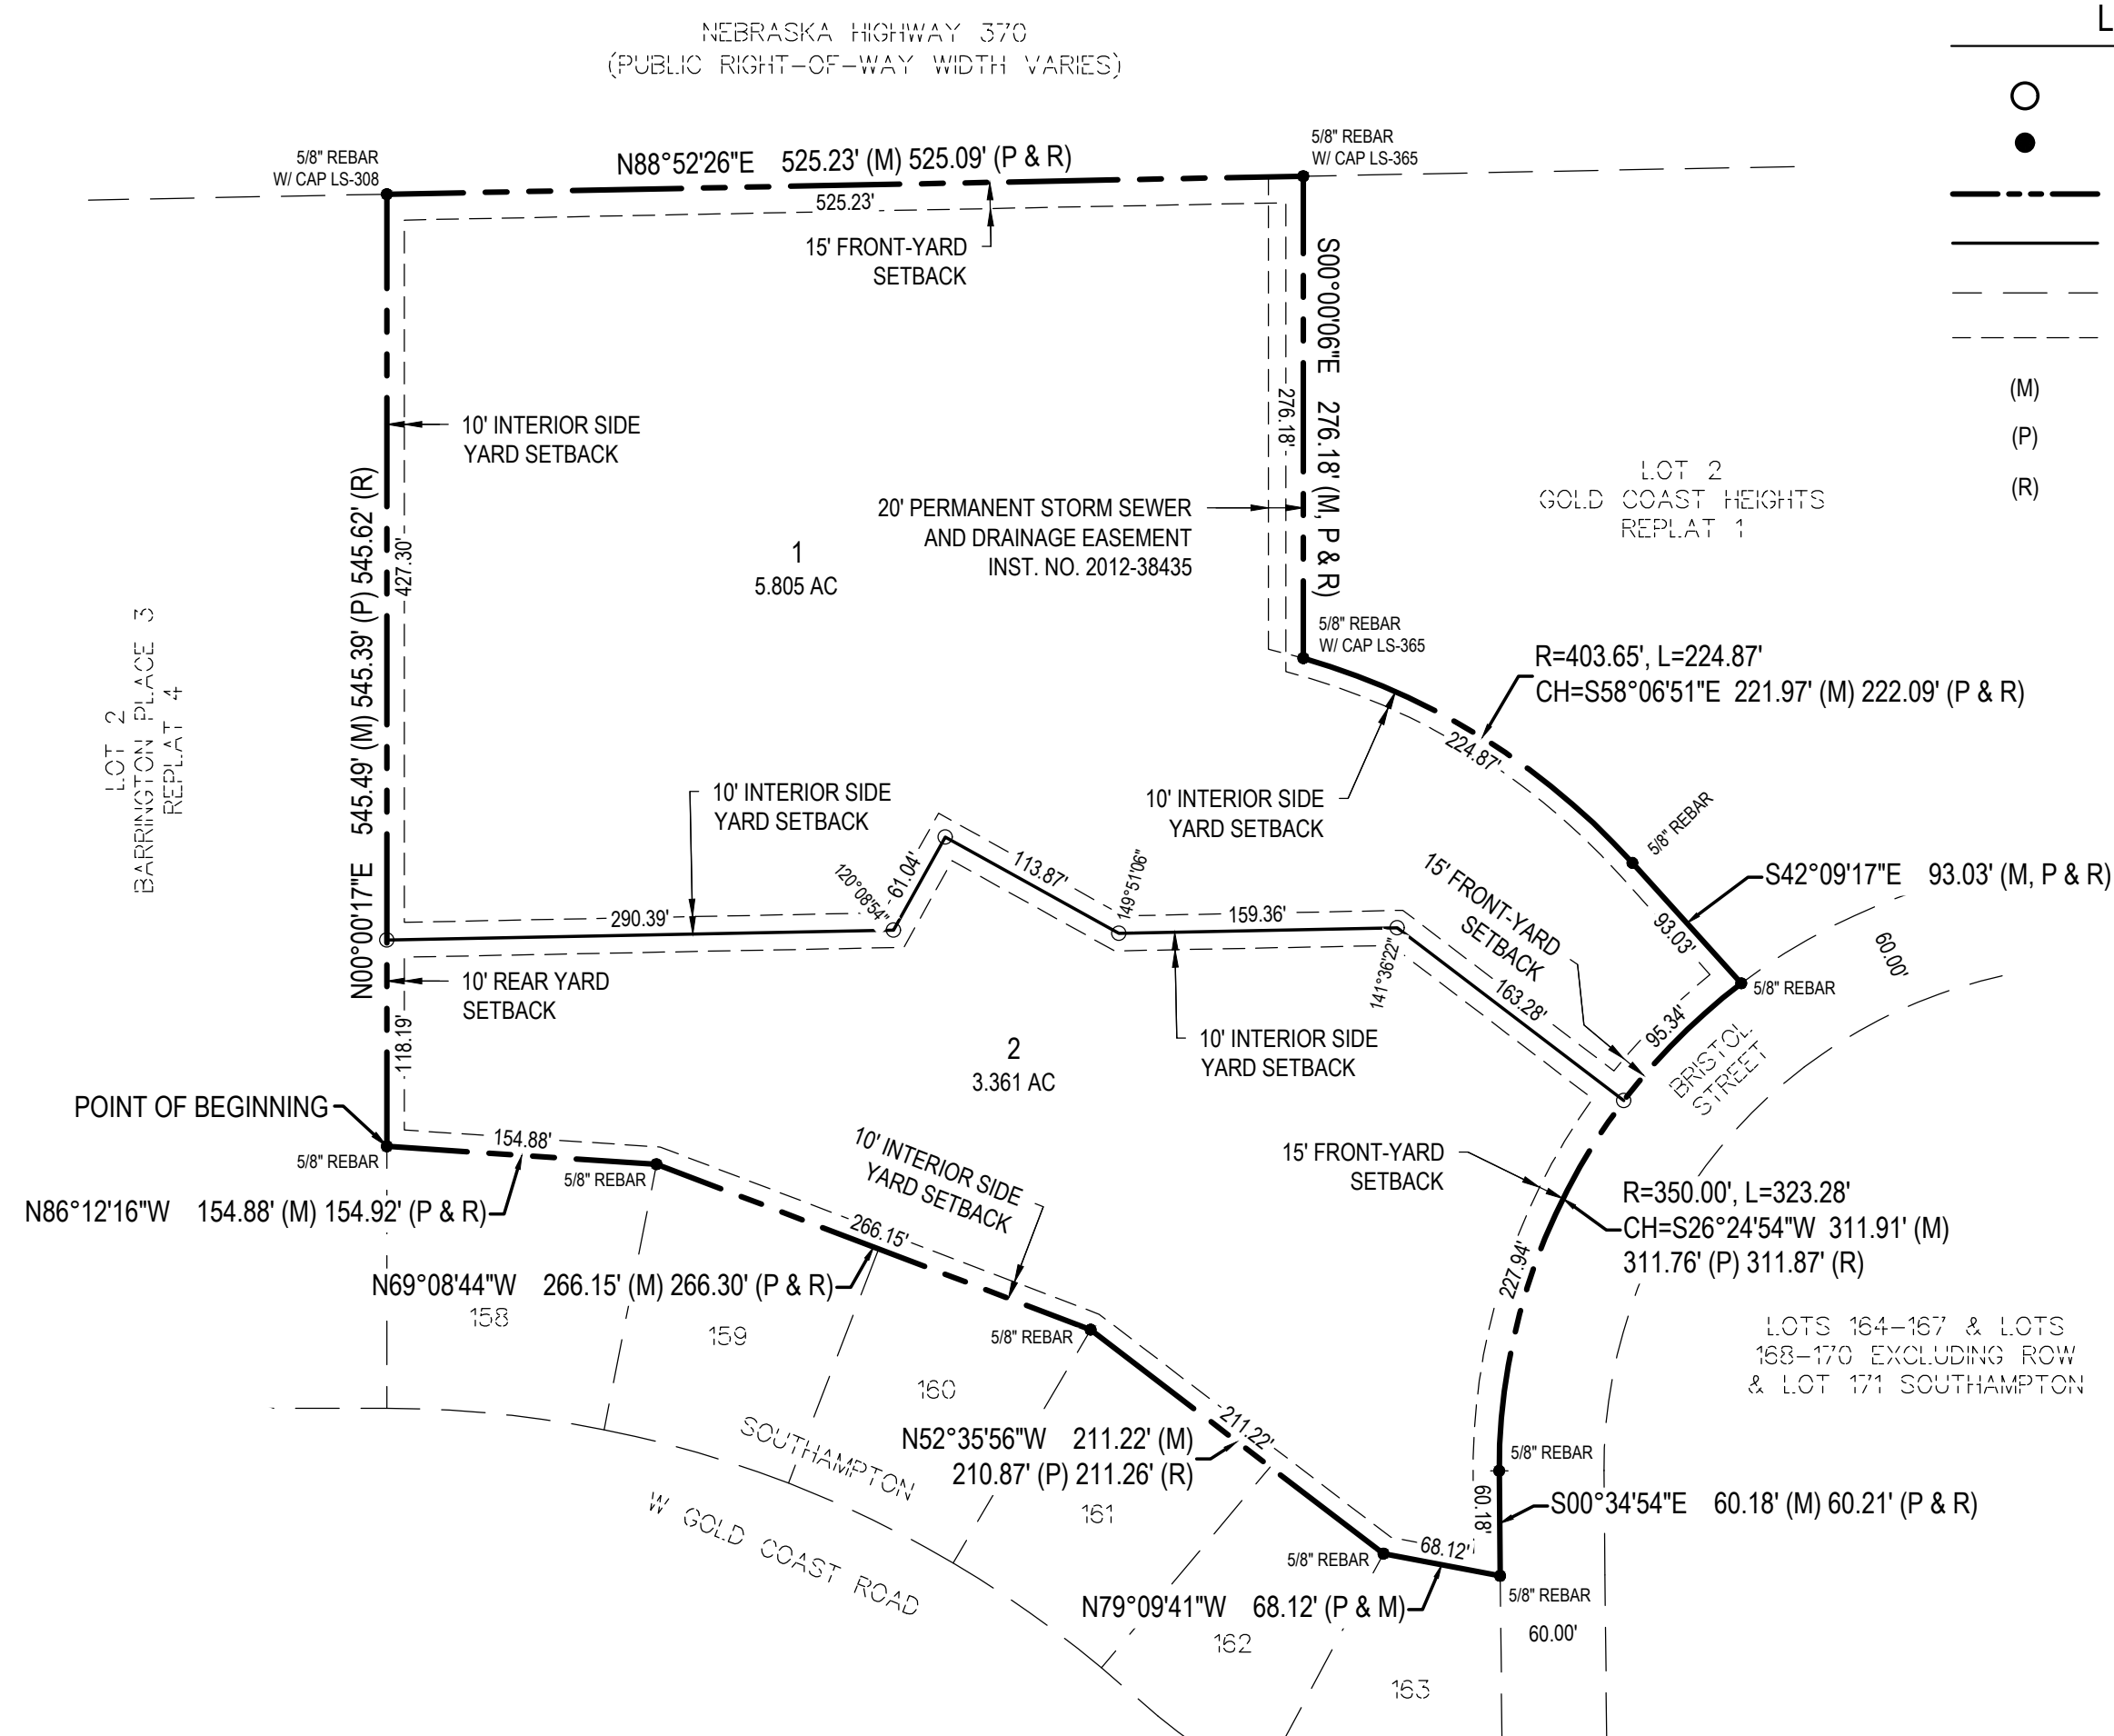 NEBRASKA HIGHWAY 370
(PUBLIC RIGHT-OF-WAY WIDTH VARIES)
L
5/8" REBAR
W/ CAP LS-308
N88°52'26"E 525.23' (M) 525.09' (P & R)
5/8" REBAR
W/ CAP LS-365
525.23'
15' FRONT-YARD
SETBACK
S00°00'06"E 276.18' (M, P & R)
276.18'
(M)
(P)
(R)
10' INTERIOR SIDE
YARD SETBACK
N00°00'17"E 545.49' (M) 545.39' (P) 545.62' (R)
427.30'
20' PERMANENT STORM SEWER
AND DRAINAGE EASEMENT
INST. NO. 2012-38435
LOT 2
GOLD COAST HEIGHTS
REPLAT 1
1
5.805 AC
LOT 2
BARRINGTON PLACE 3
REPLAT 4
5/8" REBAR
W/ CAP LS-365
R=403.65', L=224.87'
CH=S58°06'51"E 221.97' (M) 222.09' (P & R)
224.87'
10' INTERIOR SIDE
YARD SETBACK
10' INTERIOR SIDE
YARD SETBACK
5/8" REBAR
S42°09'17"E 93.03' (M, P & R)
93.03'
290.39'
120°08'54"
61.04'
113.87'
149°51'06"
159.36'
141°36'22"
163.28'
15' FRONT-YARD
SETBACK
60.00'
5/8" REBAR
95.34'
BRISTOL
STREET
10' REAR YARD
SETBACK
118.19'
10' INTERIOR SIDE
YARD SETBACK
2
3.361 AC
POINT OF BEGINNING
5/8" REBAR
154.88'
5/8" REBAR
N86°12'16"W 154.88' (M) 154.92' (P & R)
10' INTERIOR SIDE
YARD SETBACK
266.15'
15' FRONT-YARD
SETBACK
R=350.00', L=323.28'
CH=S26°24'54"W 311.91' (M)
311.76' (P) 311.87' (R)
227.94'
N69°08'44"W 266.15' (M) 266.30' (P & R)
158
159
5/8" REBAR
160
LOTS 164-167 & LOTS
168-170 EXCLUDING ROW
& LOT 171 SOUTHAMPTON
SOUTHAMPTON
N52°35'56"W 211.22' (M)
210.87' (P) 211.26' (R)
211.22'
161
W GOLD COAST ROAD
5/8" REBAR
60.18'
S00°34'54"E 60.18' (M) 60.21' (P & R)
5/8" REBAR
68.12'
5/8" REBAR
N79°09'41"W 68.12' (P & M)
60.00'
162
163